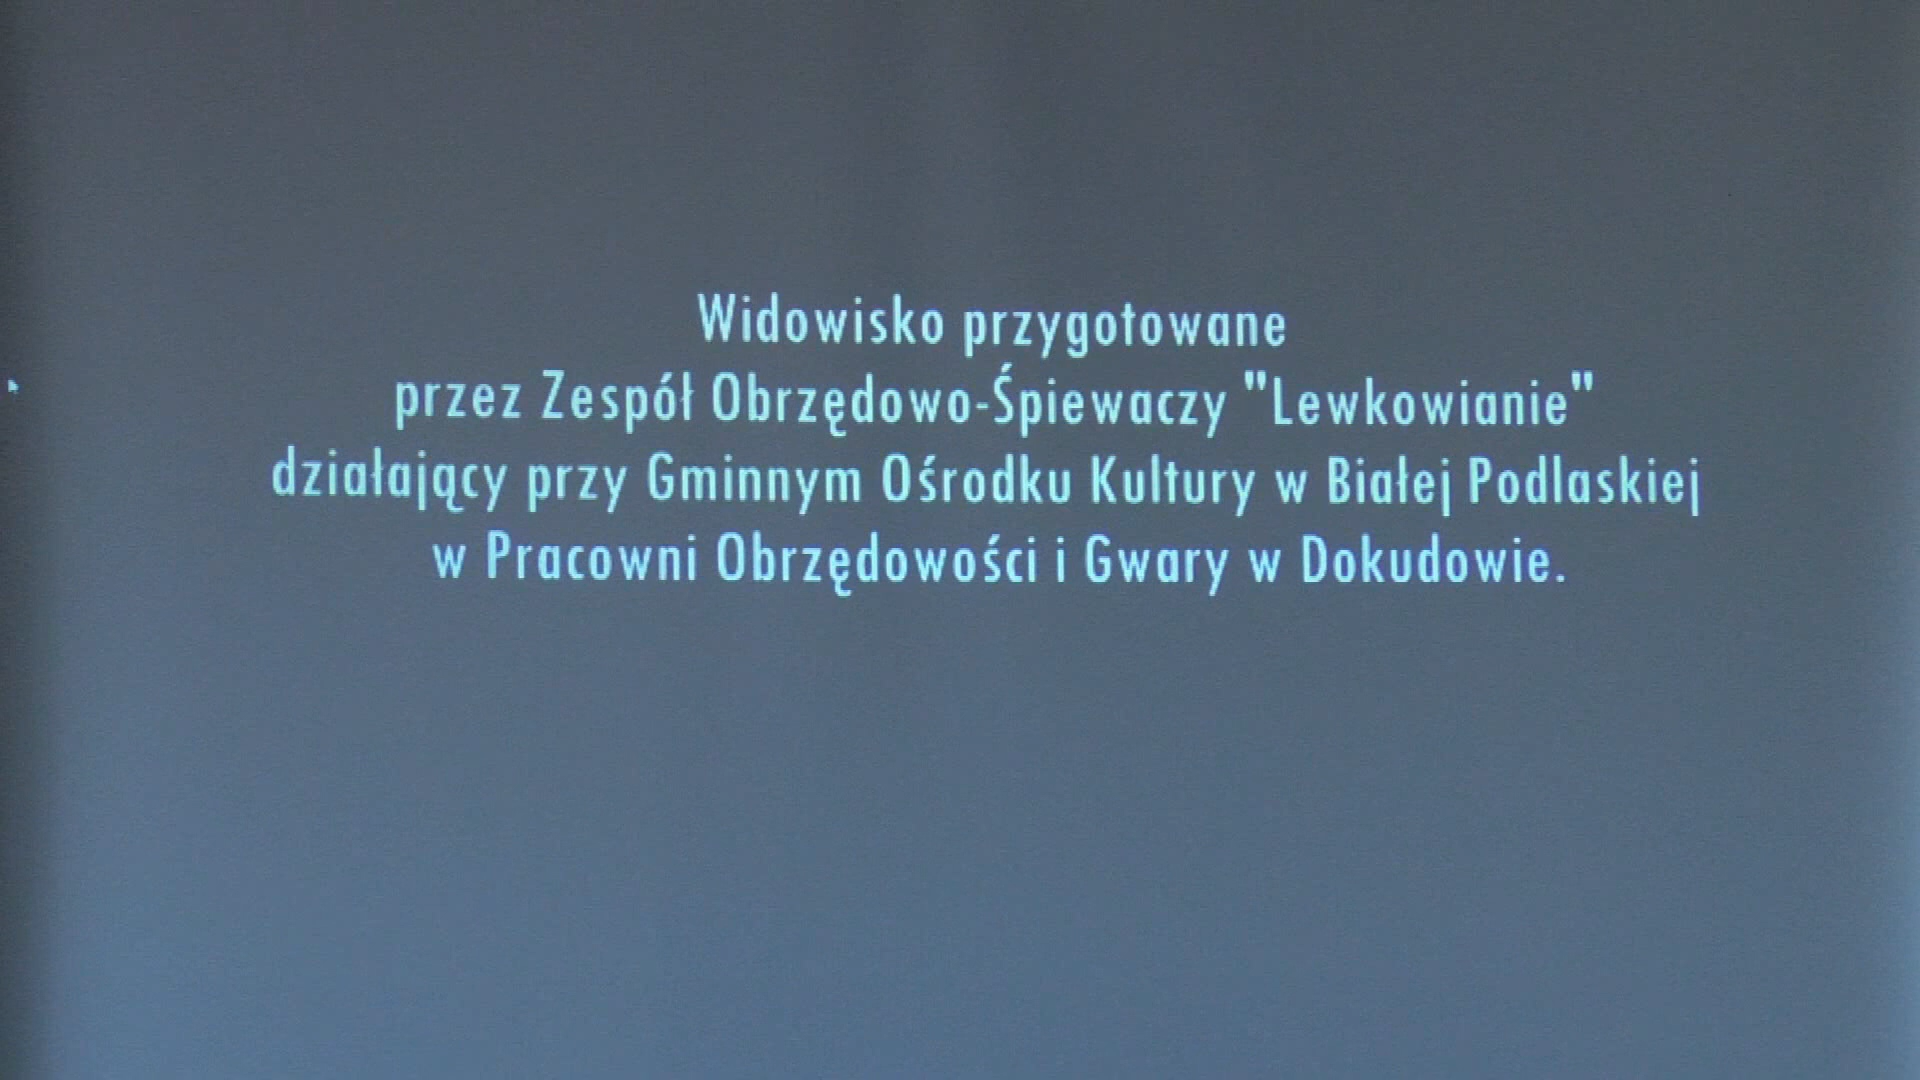 Widowisko przygotowane
przez Zespół Obrzędowo-Śpiewaczy "Lewkowianie"
działający przy Gminnym Ośrodku Kultury w Białej Podlaskiej
w Pracowni Obrzędowości i Gwary w Dokudowie.